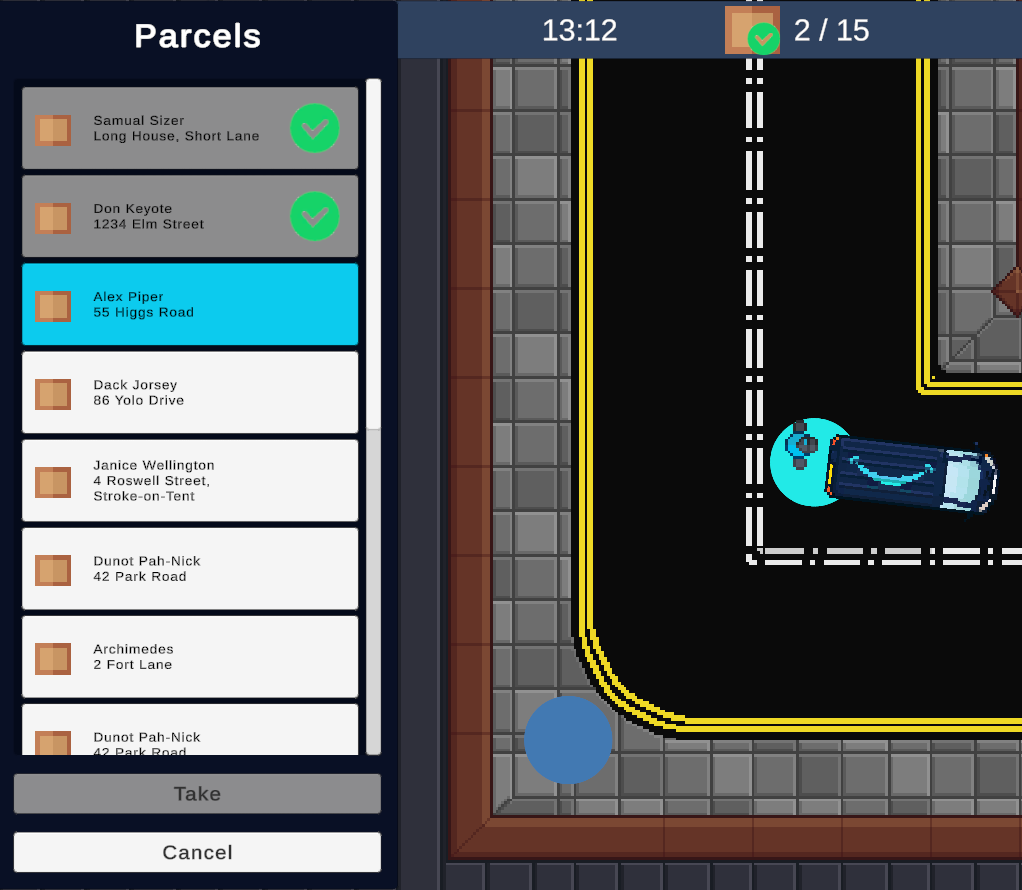 Parcels
13:12
2 / 15
Samual Sizer
Long House, Short Lane
Don Keyote
1234 Elm Street
Alex Piper
55 Higgs Road
Dack Jorsey
86 Yolo Drive
Janice Wellington
4 Roswell Street,
Stroke-on-Tent
Dunot Pah-Nick
42 Park Road
Archimedes
2 Fort Lane
Dunot Pah-Nick
42 Park Road
Take
Cancel